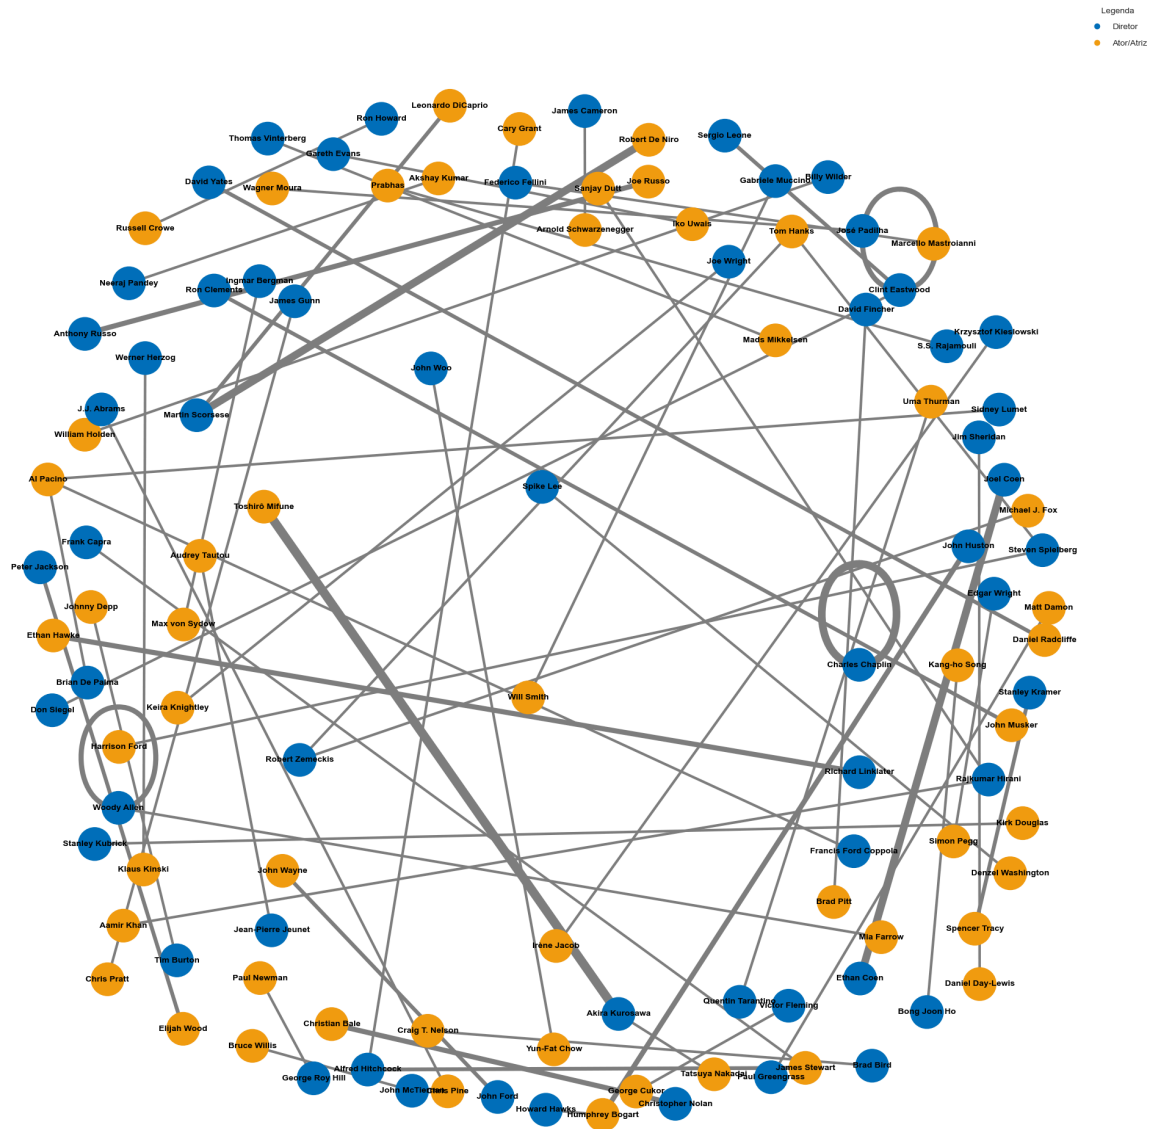 Legenda
Diretor
Ator/Atriz
Leonardo DiCaprio
James Cameron
Ron Howard
Cary Grant
Sergio Leone
Thomas Vinterberg
Robert De Niro
Gareth Evans
Akshay Kumar
Billy Wilder
David Yates
Federico Fellini
Joe Russo
Gabriele Muccino
Wagner Moura
Prabhas
Sanjay Dutt
Iko Uwais
Russell Crowe
Arnold Schwarzenegger
Tom Hanks
José Padilha
Marcello Mastroianni
Joe Wright
Neeraj Pandey
Ingmar Bergman
Ron Clements
James Gunn
Clint Eastwood
David Fincher
Anthony Russo
Krzysztof Kieslowski
Mads Mikkelsen
S.S. Rajamouli
Werner Herzog
John Woo
Uma Thurman
J.J. Abrams
Martin Scorsese
Sidney Lumet
William Holden
Jim Sheridan
Al Pacino
Joel Coen
Spike Lee
Toshirô Mifune
Michael J. Fox
Frank Capra
John Huston
Steven Spielberg
Audrey Tautou
Peter Jackson
Edgar Wright
Johnny Depp
Matt Damon
Max von Sydow
Ethan Hawke
Daniel Radcliffe
Charles Chaplin
Kang-ho Song
Brian De Palma
Stanley Kramer
Will Smith
Don Siegel
Keira Knightley
John Musker
Harrison Ford
Robert Zemeckis
Richard Linklater
Rajkumar Hirani
Woody Allen
Kirk Douglas
Stanley Kubrick
Simon Pegg
Francis Ford Coppola
Klaus Kinski
John Wayne
Denzel Washington
Brad Pitt
Aamir Khan
Jean-Pierre Jeunet
Spencer Tracy
Mia Farrow
Irène Jacob
Tim Burton
Chris Pratt
Paul Newman
Ethan Coen
Daniel Day-Lewis
Quentin Tarantino
Victor Fleming
Bong Joon Ho
Akira Kurosawa
Christian Bale
Elijah Wood
Craig T. Nelson
Bruce Willis
Yun-Fat Chow
Brad Bird
Alfred Hitchcock
James Stewart
Tatsuya Nakadai
Paul Greengrass
George Roy Hill
John McTiernan
Chris Pine
George Cukor
John Ford
Christopher Nolan
Howard Hawks
Humphrey Bogart